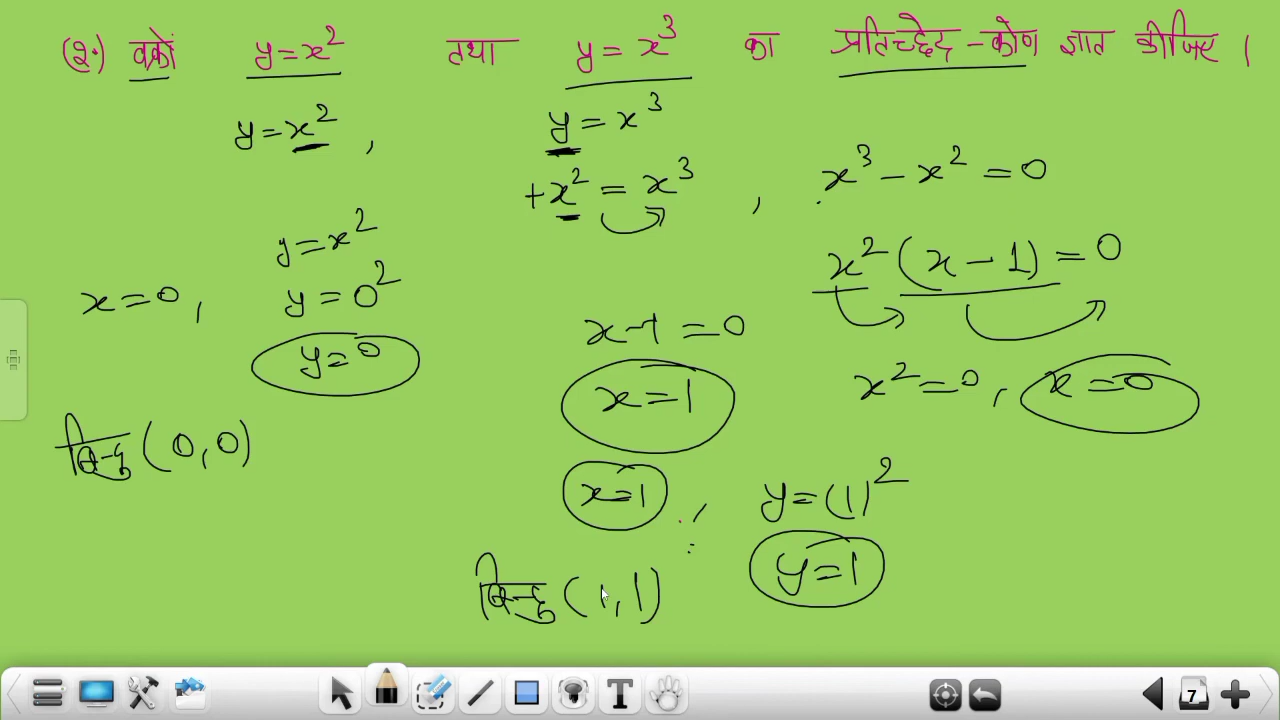 (२.) वक्रों y = x² तथा y = x³ का प्रतिच्छेद-कोण ज्ञात कीजिए।
y = x² , y = x³
+x² = x³ , x³ - x² = 0
y = x² x²(x - 1) = 0
x = 0, y = 0²
y = 0
x - 1 = 0
x = 1 x² = 0, x = 0
बिन्दु (0, 0)
x = 1 , y = (1)²
y = 1
बिन्दु (1, 1)
T 7